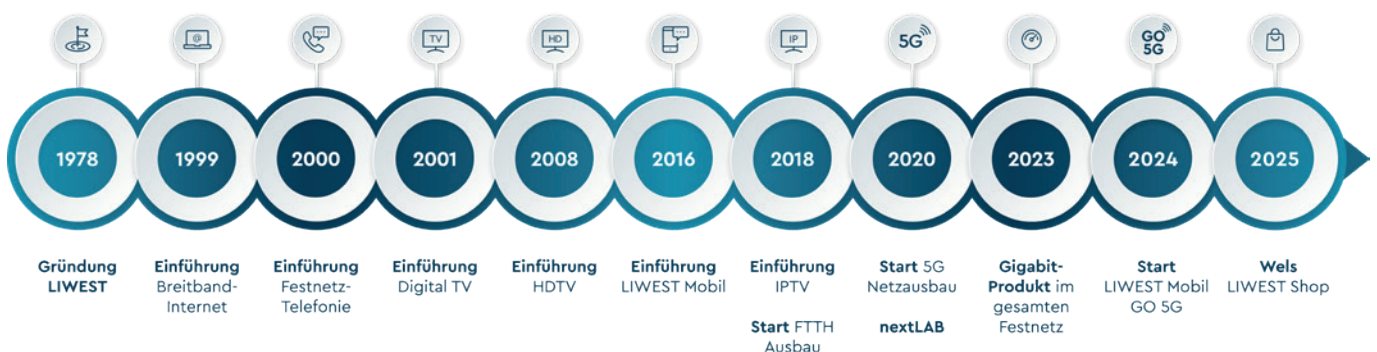 @
TV
HD
IP
5G
GO
5G
1978
1999
2000
2001
2008
2016
2018
2020
2023
2024
2025
Gründung
LIWEST
Einführung
Breitband-
Internet
Einführung
Festnetz-
Telefonie
Einführung
Digital TV
Einführung
HDTV
Einführung
LIWEST Mobil
Einführung
IPTV
Start FTTH
Ausbau
Start 5G
Netzausbau
nextLAB
Gigabit-
Produkt im
gesamten
Festnetz
Start
LIWEST Mobil
GO 5G
Wels
LIWEST Shop